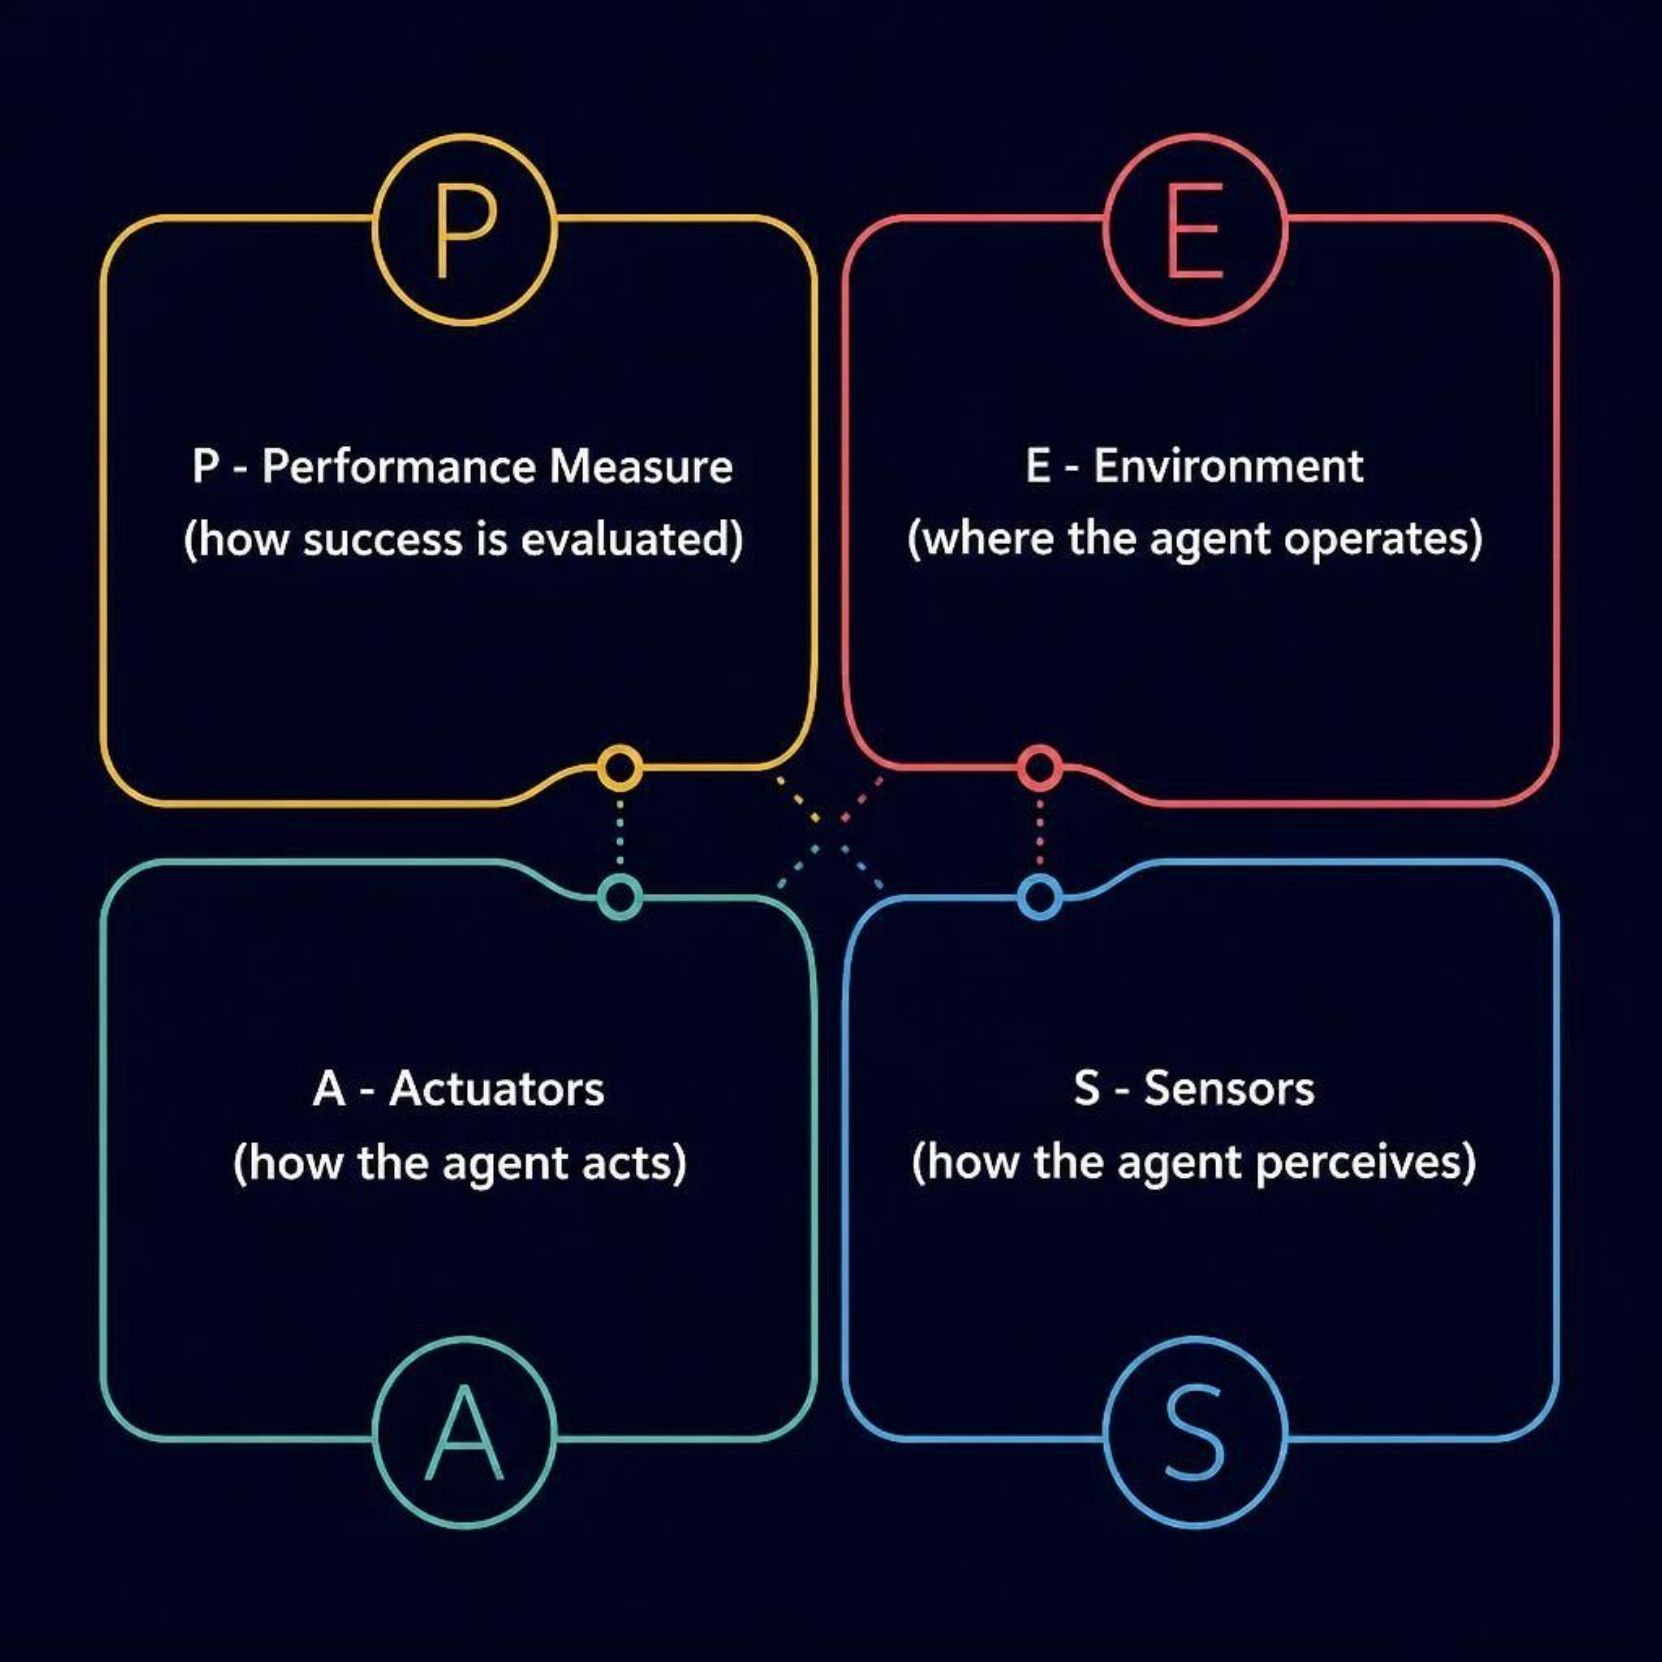 P
E
P - Performance Measure
(how success is evaluated)
E - Environment
(where the agent operates)
A - Actuators
(how the agent acts)
S - Sensors
(how the agent perceives)
A
S